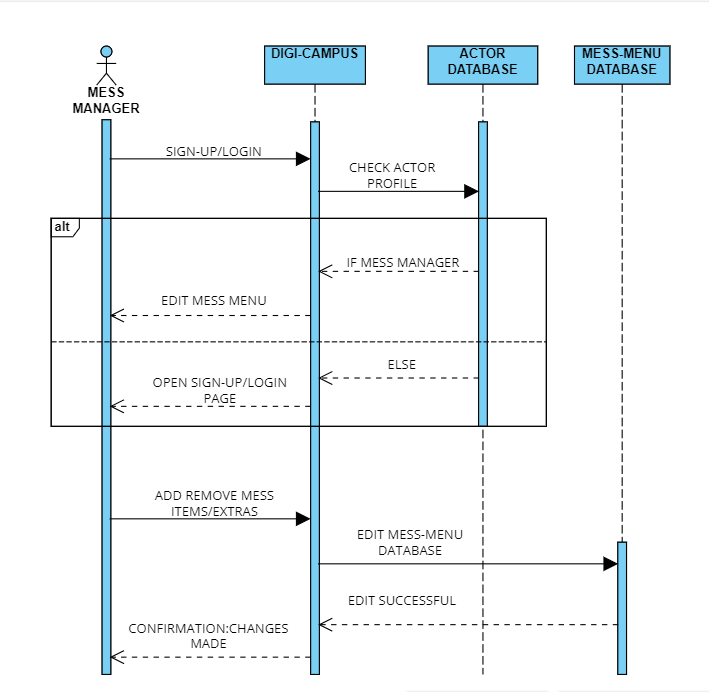 DIGI-CAMPUS
ACTOR
DATABASE
MESS-MENU
DATABASE
MESS
MANAGER
SIGN-UP/LOGIN
CHECK ACTOR
PROFILE
alt
IF MESS MANAGER
EDIT MESS MENU
ELSE
OPEN SIGN-UP/LOGIN
PAGE
ADD REMOVE MESS
ITEMS/EXTRAS
EDIT MESS-MENU
DATABASE
EDIT SUCCESSFUL
CONFIRMATION:CHANGES
MADE